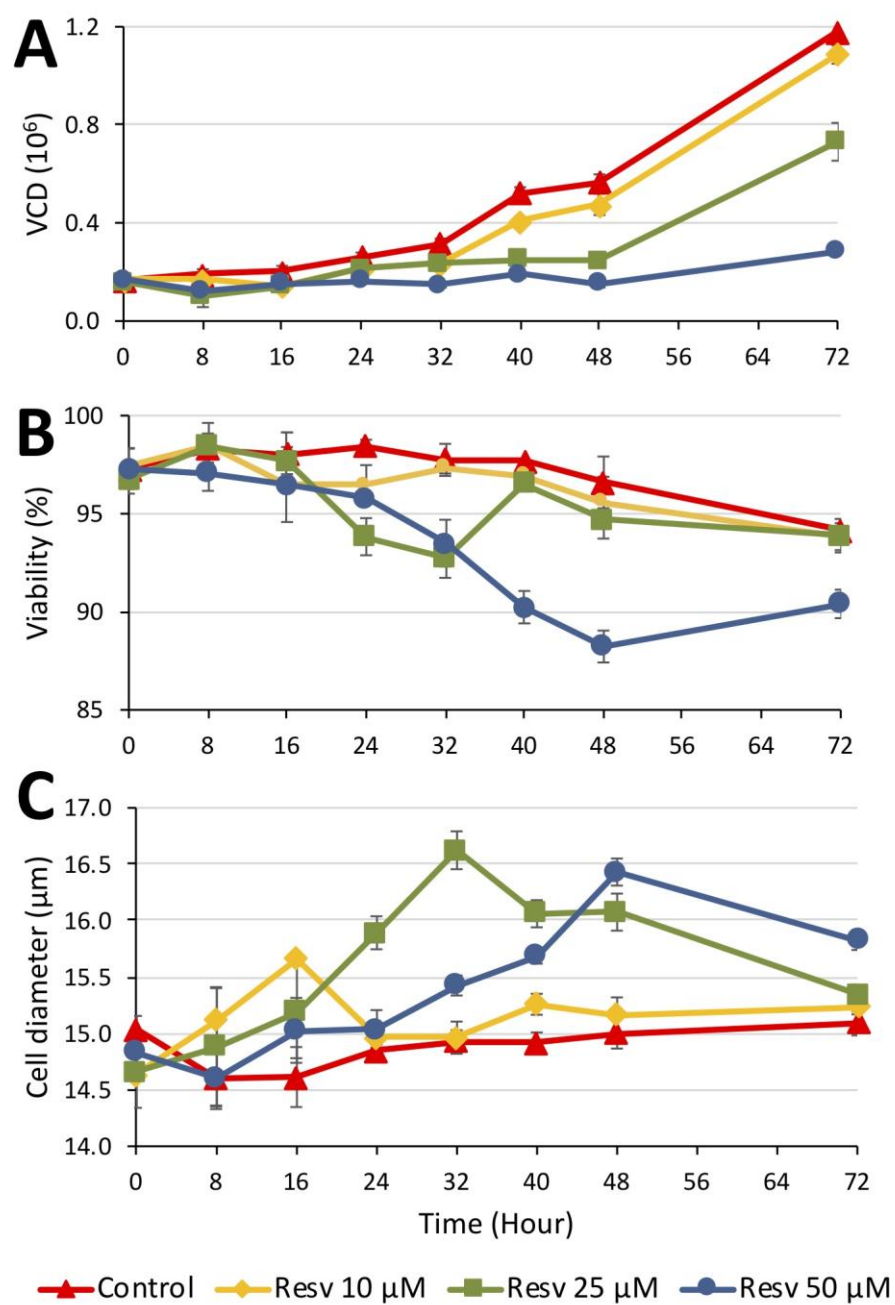 A
VCD (10⁶)
1.2
0.8
0.4
0.0
0 8 16 24 32 40 48 56 64 72
B
Viability (%)
100
95
90
85
0 8 16 24 32 40 48 56 64 72
C
Cell diameter (µm)
17.0
16.5
16.0
15.5
15.0
14.5
14.0
0 8 16 24 32 40 48 56 64 72
Time (Hour)
Control Resv 10 µM Resv 25 µM Resv 50 µM